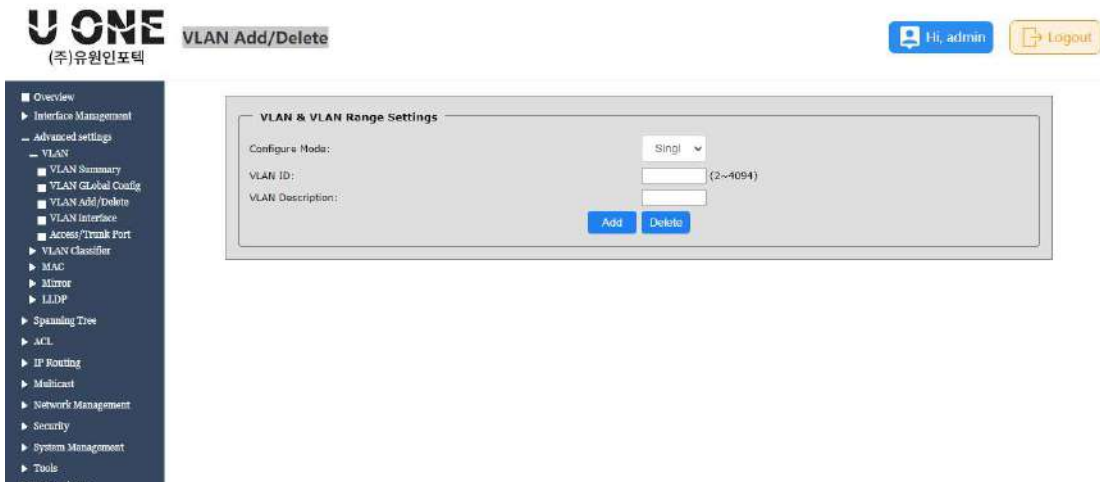 U ONE
(주)유원인포텍
VLAN Add/Delete
Hi, admin
Logout
Overview
Interface Management
Advanced settings
VLAN
VLAN Summary
VLAN GLobal Config
VLAN Add/Delete
VLAN Interface
Access/Trunk Port
VLAN Classifier
MAC
Mirror
LLDP
Spanning Tree
ACL
IP Routing
Multicast
Network Management
Security
System Management
Tools
VLAN & VLAN Range Settings
Configure Mode: Singl
VLAN ID: (2~4094)
VLAN Description:
Add Delete